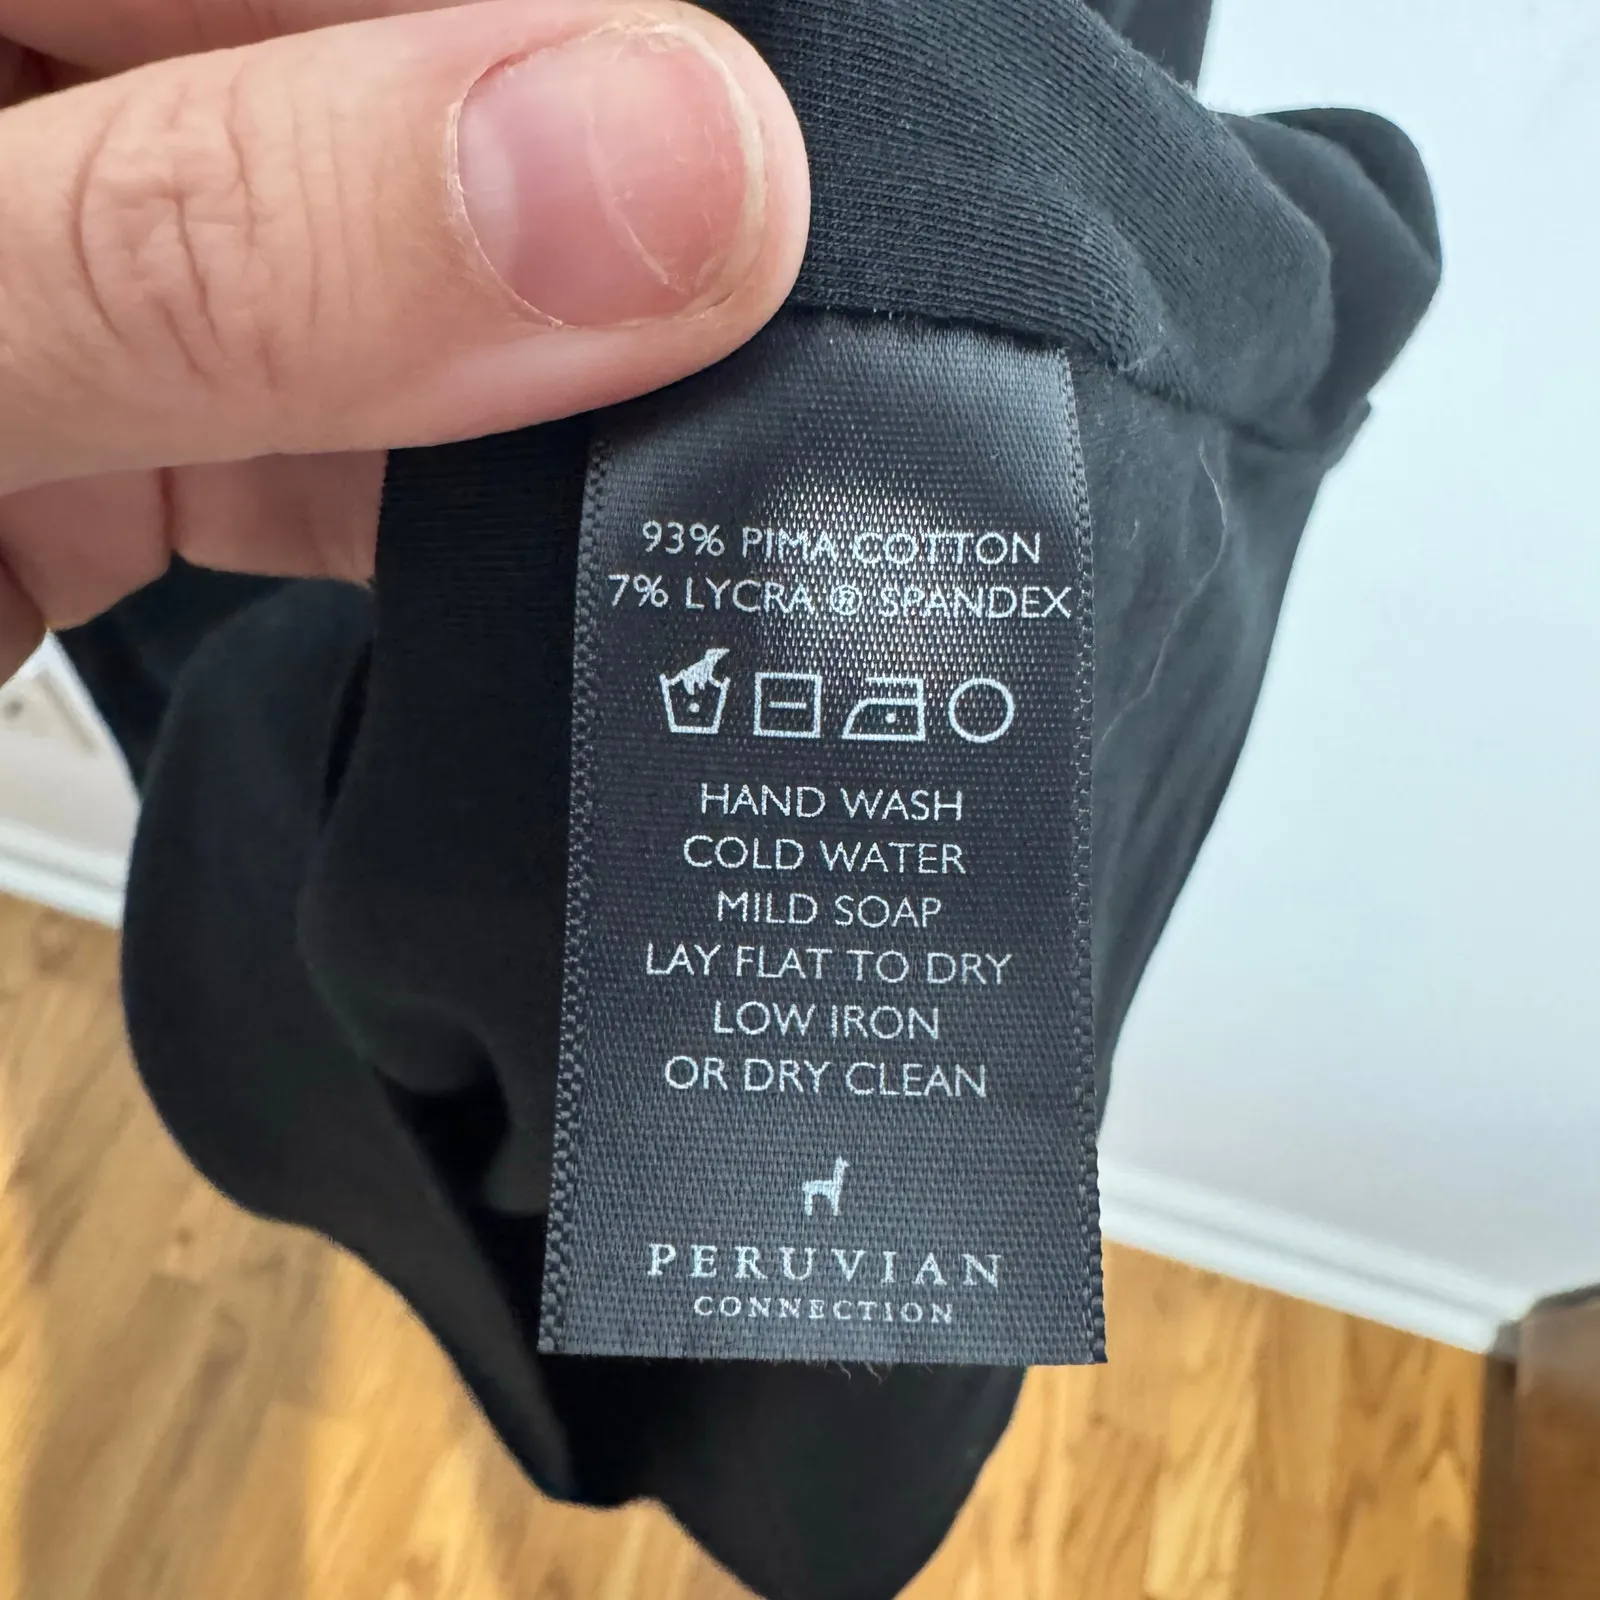 93% PIMA COTTON
7% LYCRA ® SPANDEX
HAND WASH
COLD WATER
MILD SOAP
LAY FLAT TO DRY
LOW IRON
OR DRY CLEAN
PERUVIAN
CONNECTION